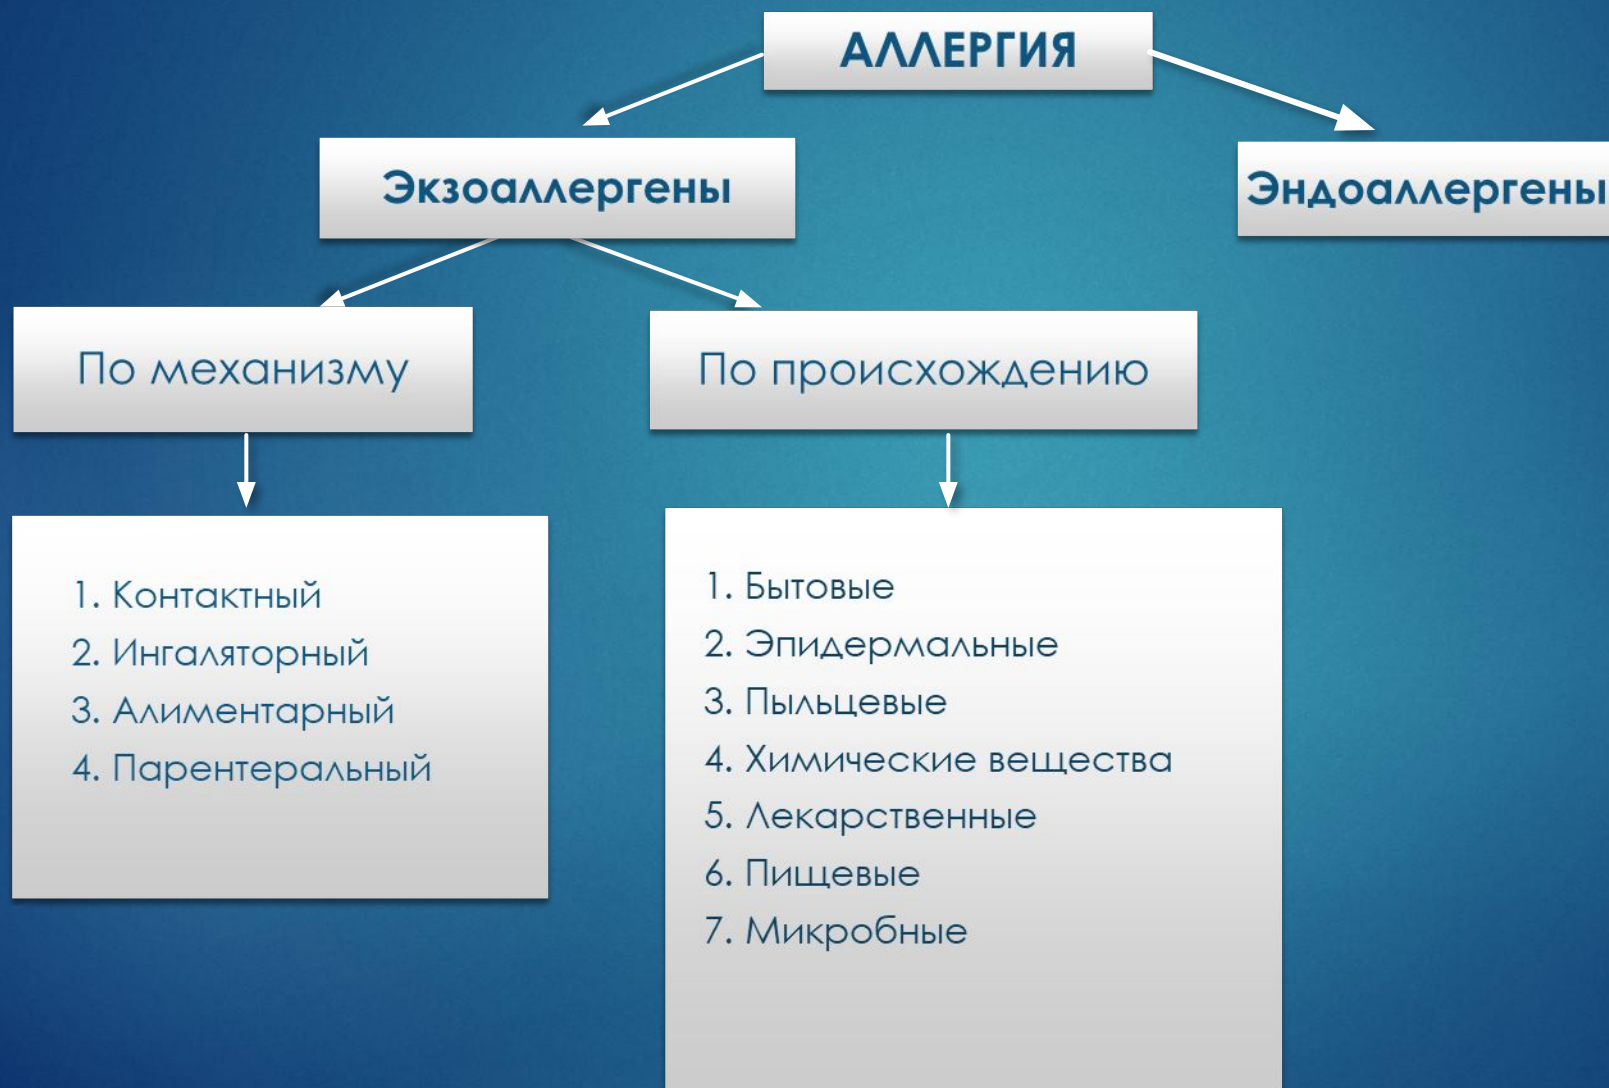 АЛЛЕРГИЯ
Экзоаллергены
Эндоаллергены
По механизму
По происхождению
1. Контактный
2. Ингаляторный
3. Алиментарный
4. Парентеральный
1. Бытовые
2. Эпидермальные
3. Пыльцевые
4. Химические вещества
5. Лекарственные
6. Пищевые
7. Микробные